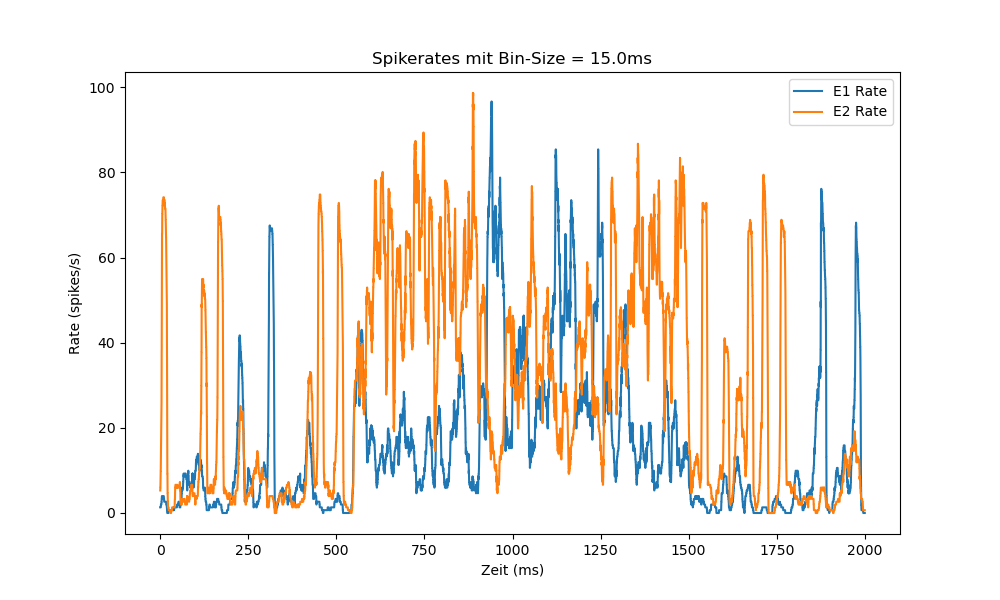 Spikerates mit Bin-Size = 15.0ms
E1 Rate
E2 Rate
Rate (spikes/s)
100
80
60
40
20
0
0 250 500 750 1000 1250 1500 1750 2000
Zeit (ms)